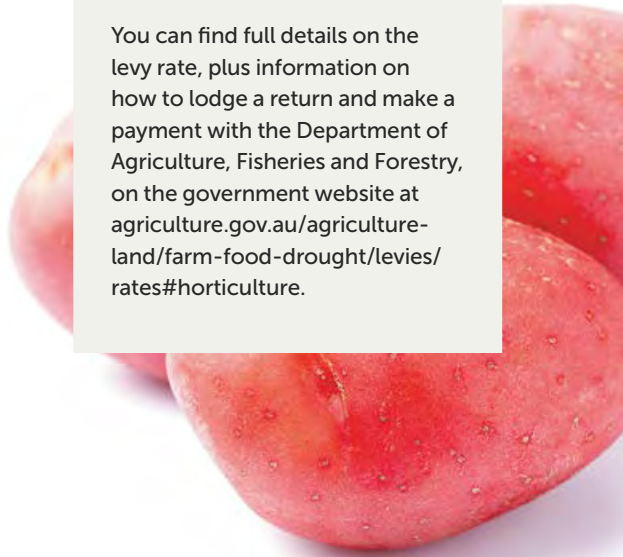 You can find full details on the
levy rate, plus information on
how to lodge a return and make a
payment with the Department of
Agriculture, Fisheries and Forestry,
on the government website at
agriculture.gov.au/agriculture-
land/farm-food-drought/levies/
rates#horticulture.